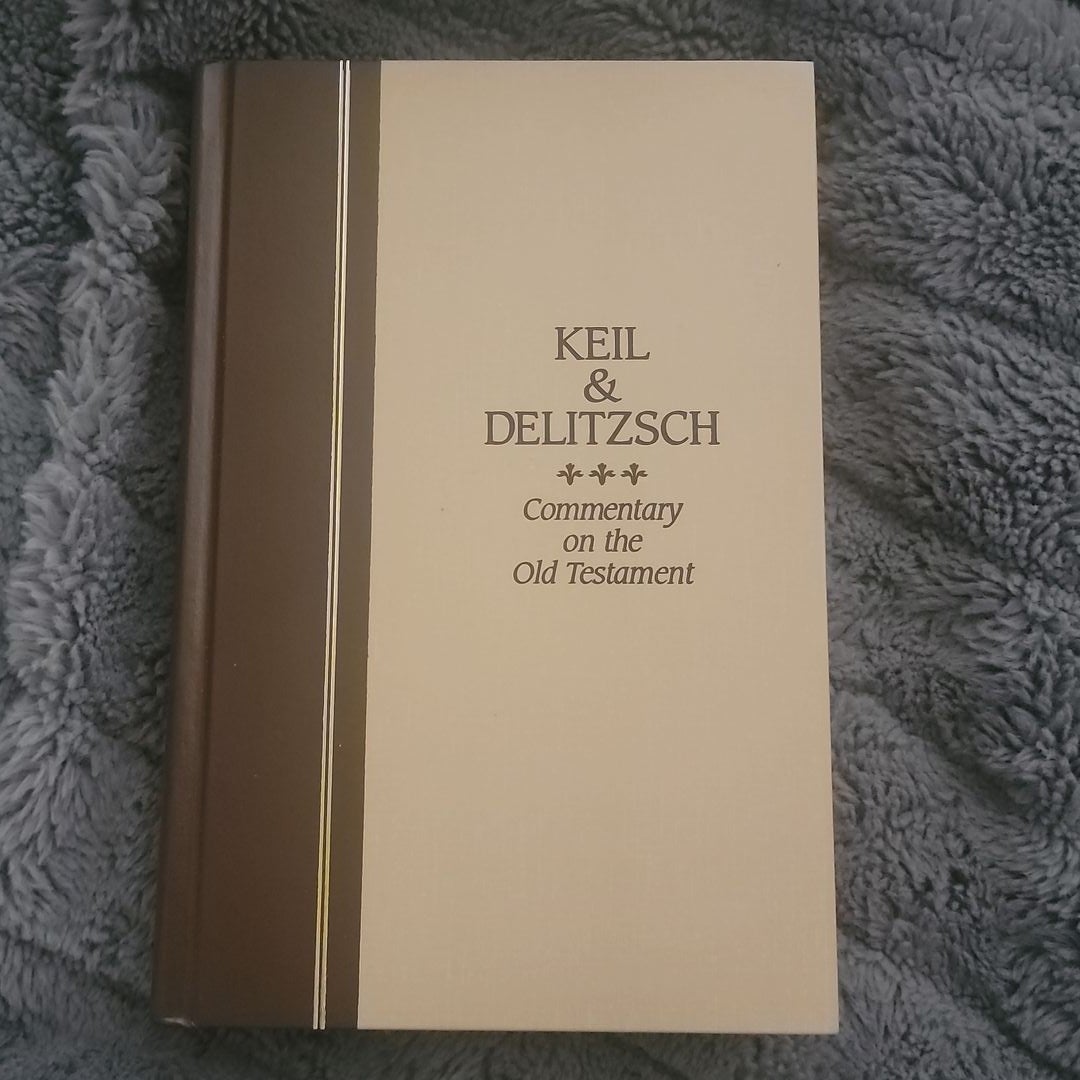 KEIL
&
DELITZSCH
Commentary
on the
Old Testament